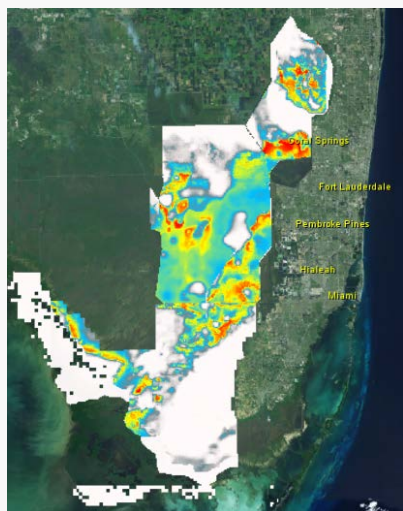 Coral Springs
Fort Lauderdale
Pembroke Pines
Hialeah
Miami